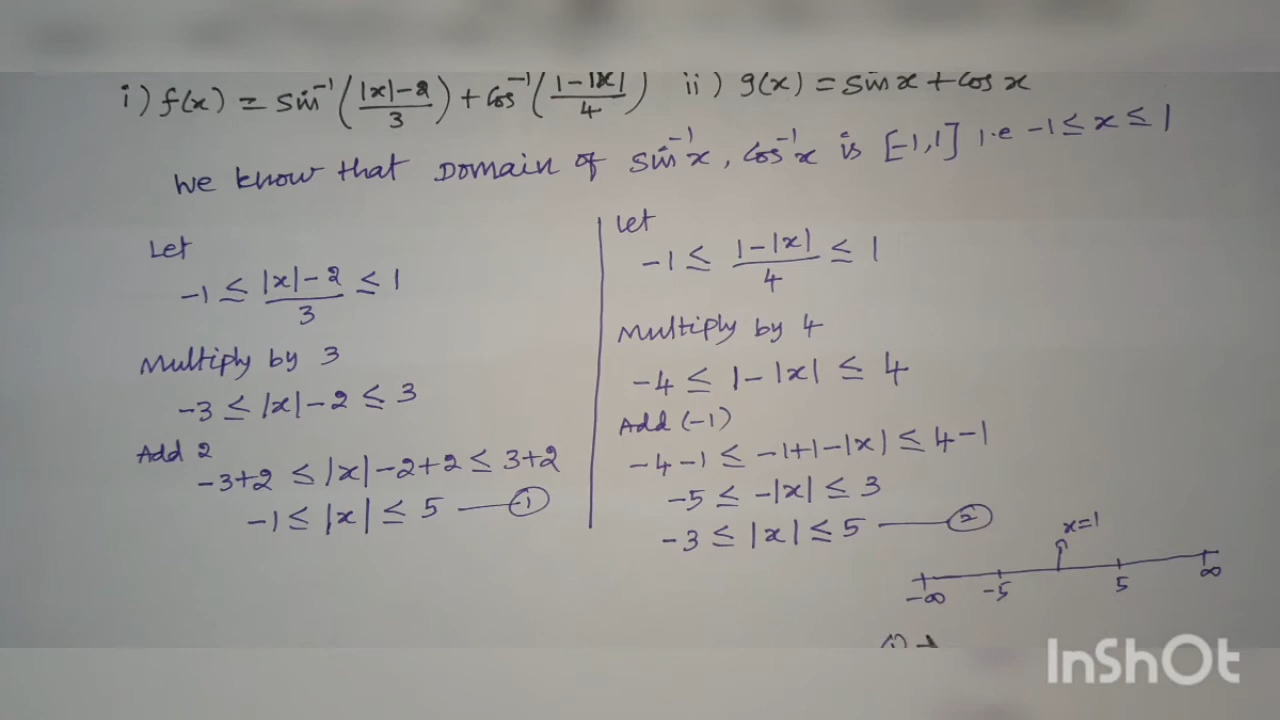 i) f(x) = sin⁻¹(|x|-2/3) + cos⁻¹(1-|x|/4) ii) g(x) = sin x + cos x
We know that Domain of sin⁻¹x, cos⁻¹x is [-1,1] i.e -1 ≤ x ≤ 1
Let
-1 ≤ |x|-2/3 ≤ 1
Multiply by 3
-3 ≤ |x|-2 ≤ 3
Add 2
-3+2 ≤ |x|-2+2 ≤ 3+2
-1 ≤ |x| ≤ 5 — ①
Let
-1 ≤ 1-|x|/4 ≤ 1
Multiply by 4
-4 ≤ 1-|x| ≤ 4
Add (-1)
-4-1 ≤ -1+1-|x| ≤ 4-1
-5 ≤ -|x| ≤ 3
-3 ≤ |x| ≤ 5 — ②
x=1
-∞ -5 5 ∞
InShOt